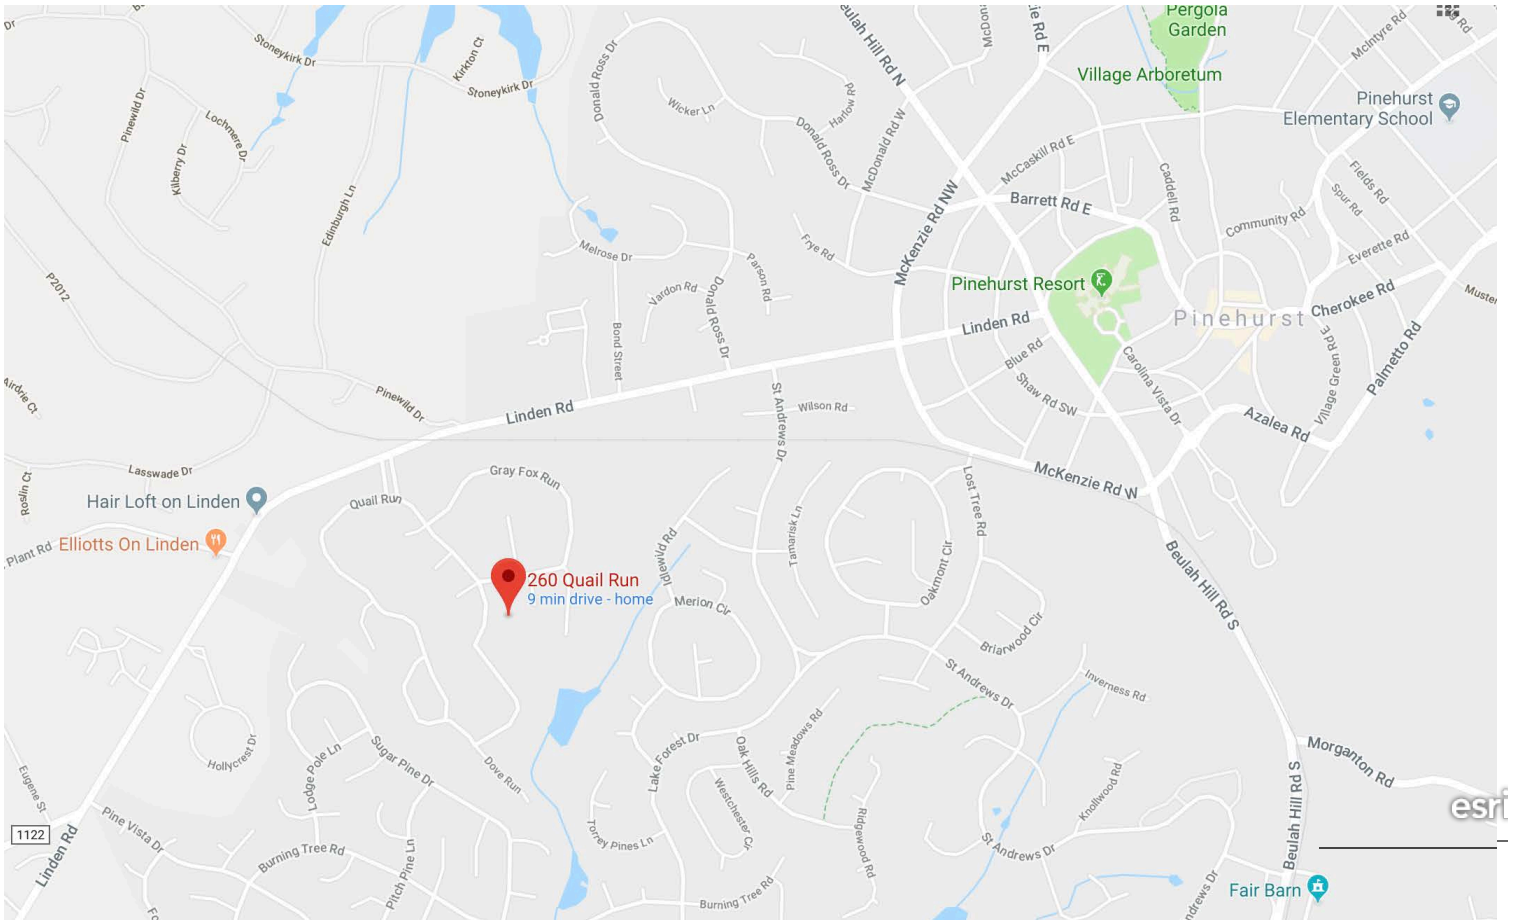 Pergola
Garden
Beulah Hill Rd N
McIntyre Rd
Dr
Stoneykirk Dr
Kirkton Ct
Stoneykirk Dr
Donald Ross Dr
Village Arboretum
Pinehurst
Elementary School
Pinewild Dr
Lochmere Dr
Wicker Ln
Harlow Rd
Donald Ross Dr
McDonald Rd W
McCaskill Rd E
Kilberry Dr
Caddell Rd
Fields Rd
Spur Rd
Barrett Rd E
McKenzie Rd NW
Edinburgh Ln
Community Rd
Everette Rd
Melrose Dr
Frye Rd
Parson Rd
Vardon Rd
Donald Ross Dr
P2012
Pinehurst Resort
Cherokee Rd
Pinehurst
Linden Rd
Bond Street
Blue Rd
Shaw Rd SW
Carolina Vista Dr
Village Green Rd E
Palmetto Rd
Airdrie Ct
Pinewild Dr
Linden Rd
St Andrews Dr
Wilson Rd
Azalea Rd
Lasswade Dr
Roslin Ct
Gray Fox Run
McKenzie Rd W
Lost Tree Rd
Hair Loft on Linden
Quail Run
Elliotts On Linden
Plant Rd
Idlewyld Rd
Tamarisk Ln
Oakmont Cir
Beulah Hill Rd S
260 Quail Run
9 min drive - home
Merion Cir
Briarwood Cir
St Andrews Dr
Inverness Rd
Hollycrest Dr
Lodge Pole Ln
Sugar Pine Dr
Dove Run
Lake Forest Dr
Oak Hills Rd
Pine Meadows Rd
Morganton Rd
Eugene St
Westchester Cir
Knollwood Rd
Beulah Hill Rd S
esri
1122
Linden Rd
Pine Vista Dr
Burning Tree Rd
Pitch Pine Ln
Torrey Pines Ln
Ridgewood Rd
St Andrews Dr
Burning Tree Rd
Fair Barn